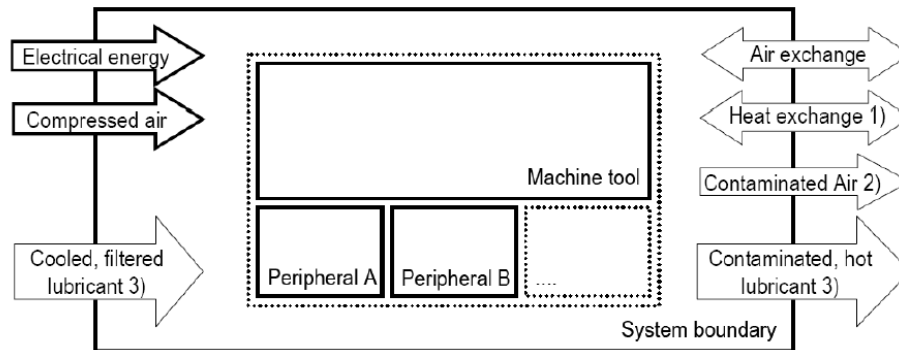 Electrical energy
Compressed air
Cooled, filtered
lubricant 3)
Machine tool
Peripheral A
Peripheral B
....
Air exchange
Heat exchange 1)
Contaminated Air 2)
Contaminated, hot
lubricant 3)
System boundary